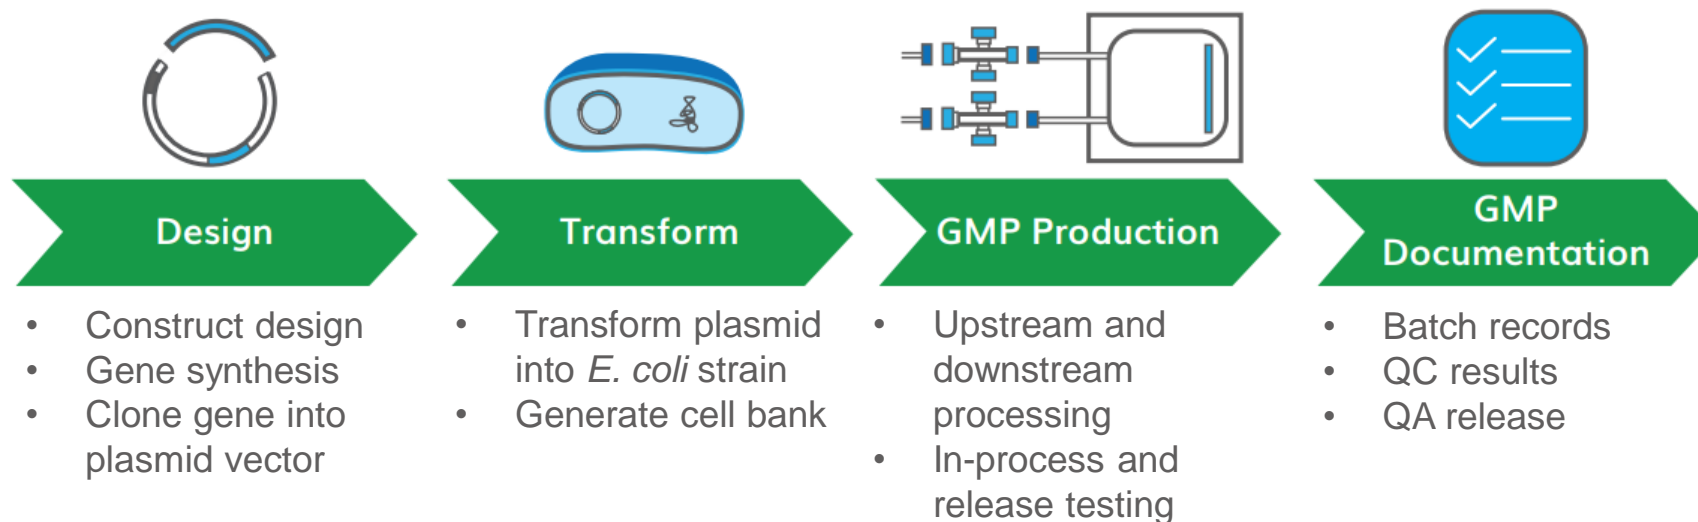 Design
• Construct design
• Gene synthesis
• Clone gene into
plasmid vector
Transform
• Transform plasmid
into E. coli strain
• Generate cell bank
GMP Production
• Upstream and
downstream
processing
• In-process and
release testing
GMP
Documentation
• Batch records
• QC results
• QA release